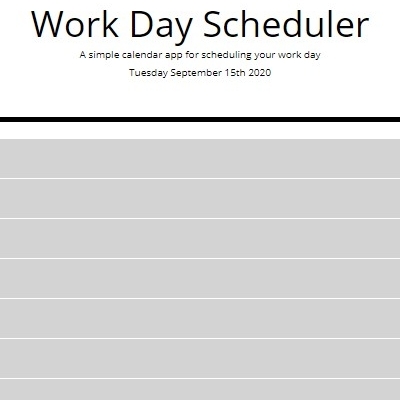 Work Day Scheduler
A simple calendar app for scheduling your work day
Tuesday September 15th 2020